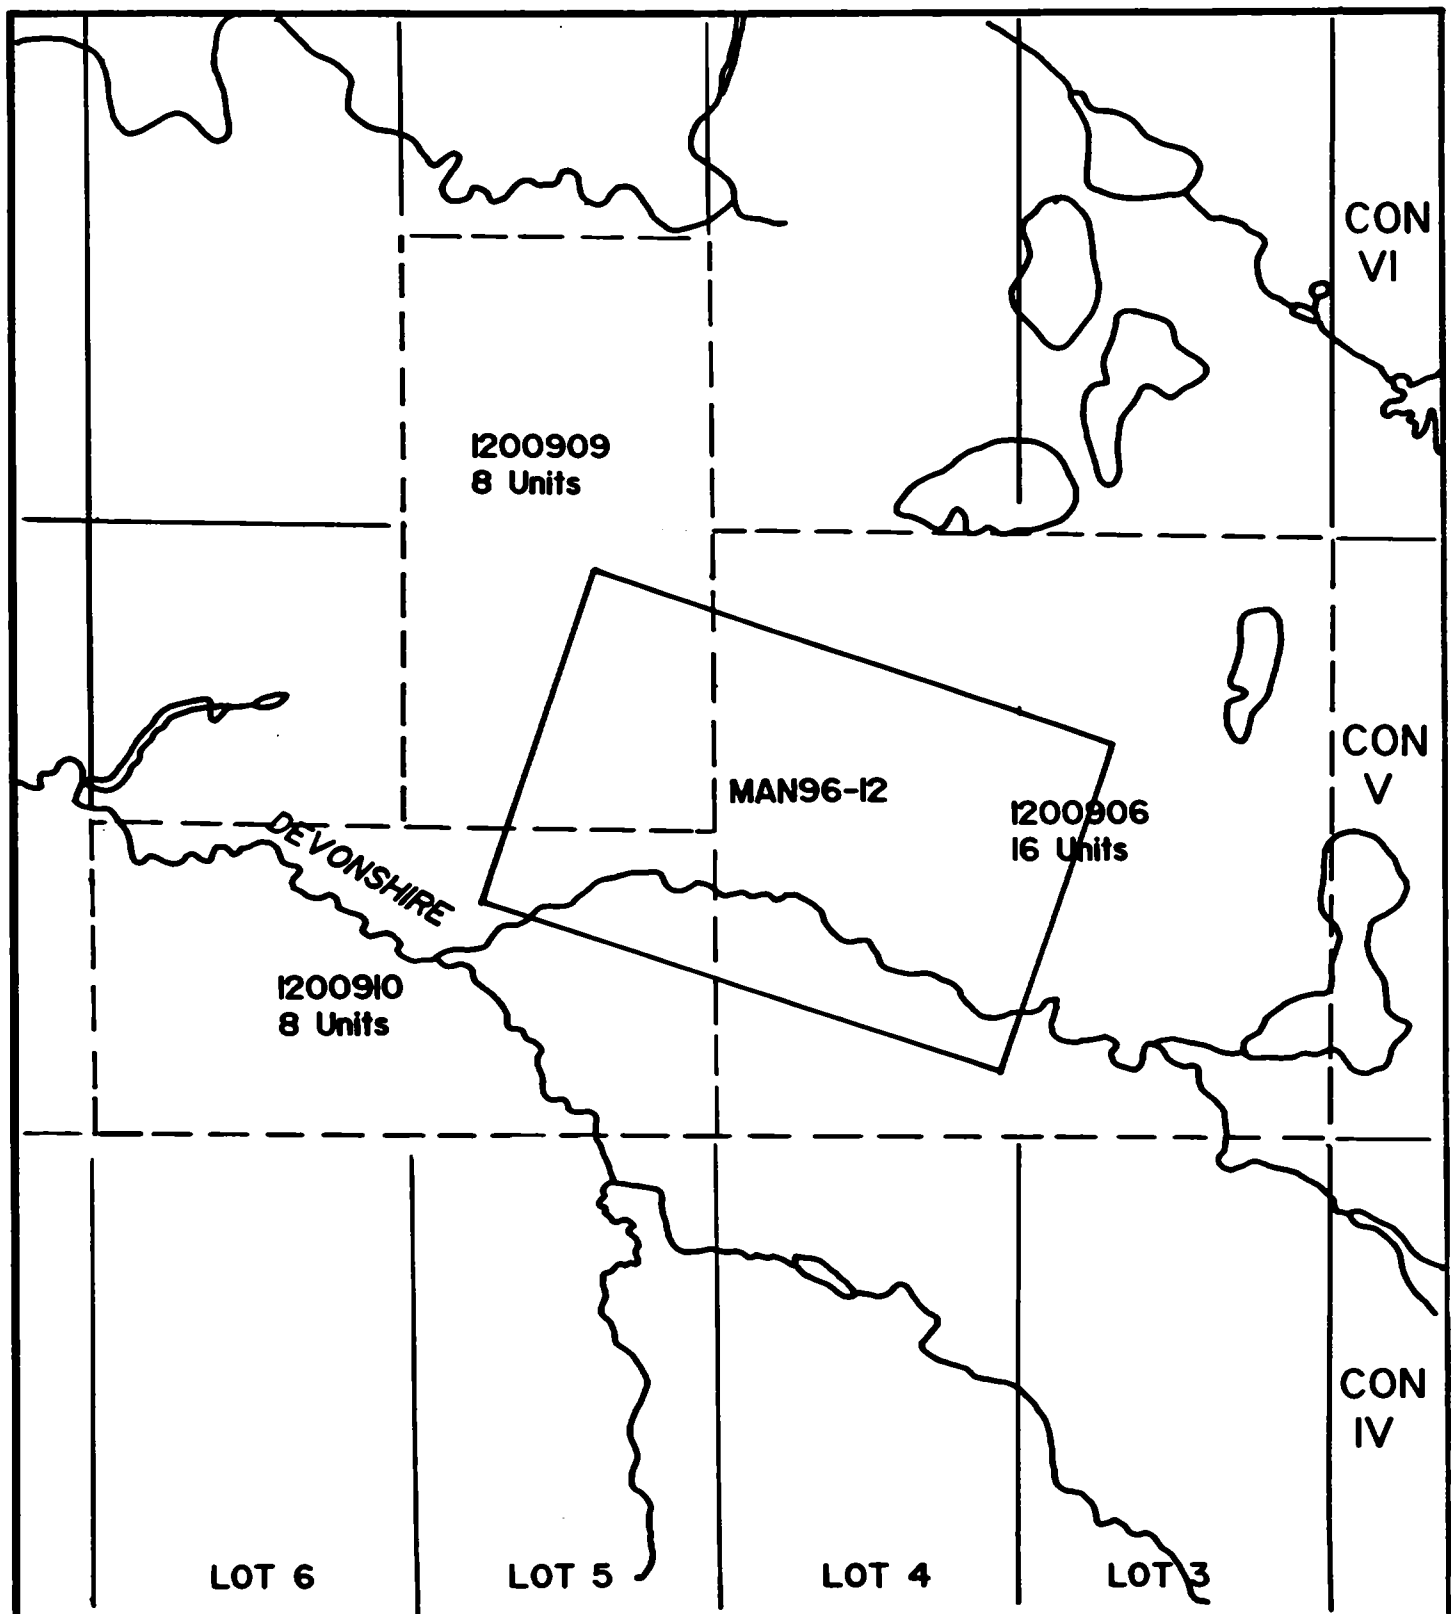 CON
VI
1200909
8 Units
CON
V
MAN96-12
1200906
16 Units
DEVONSHIRE
1200910
8 Units
CON
IV
LOT 6
LOT 5
LOT 4
LOT 3